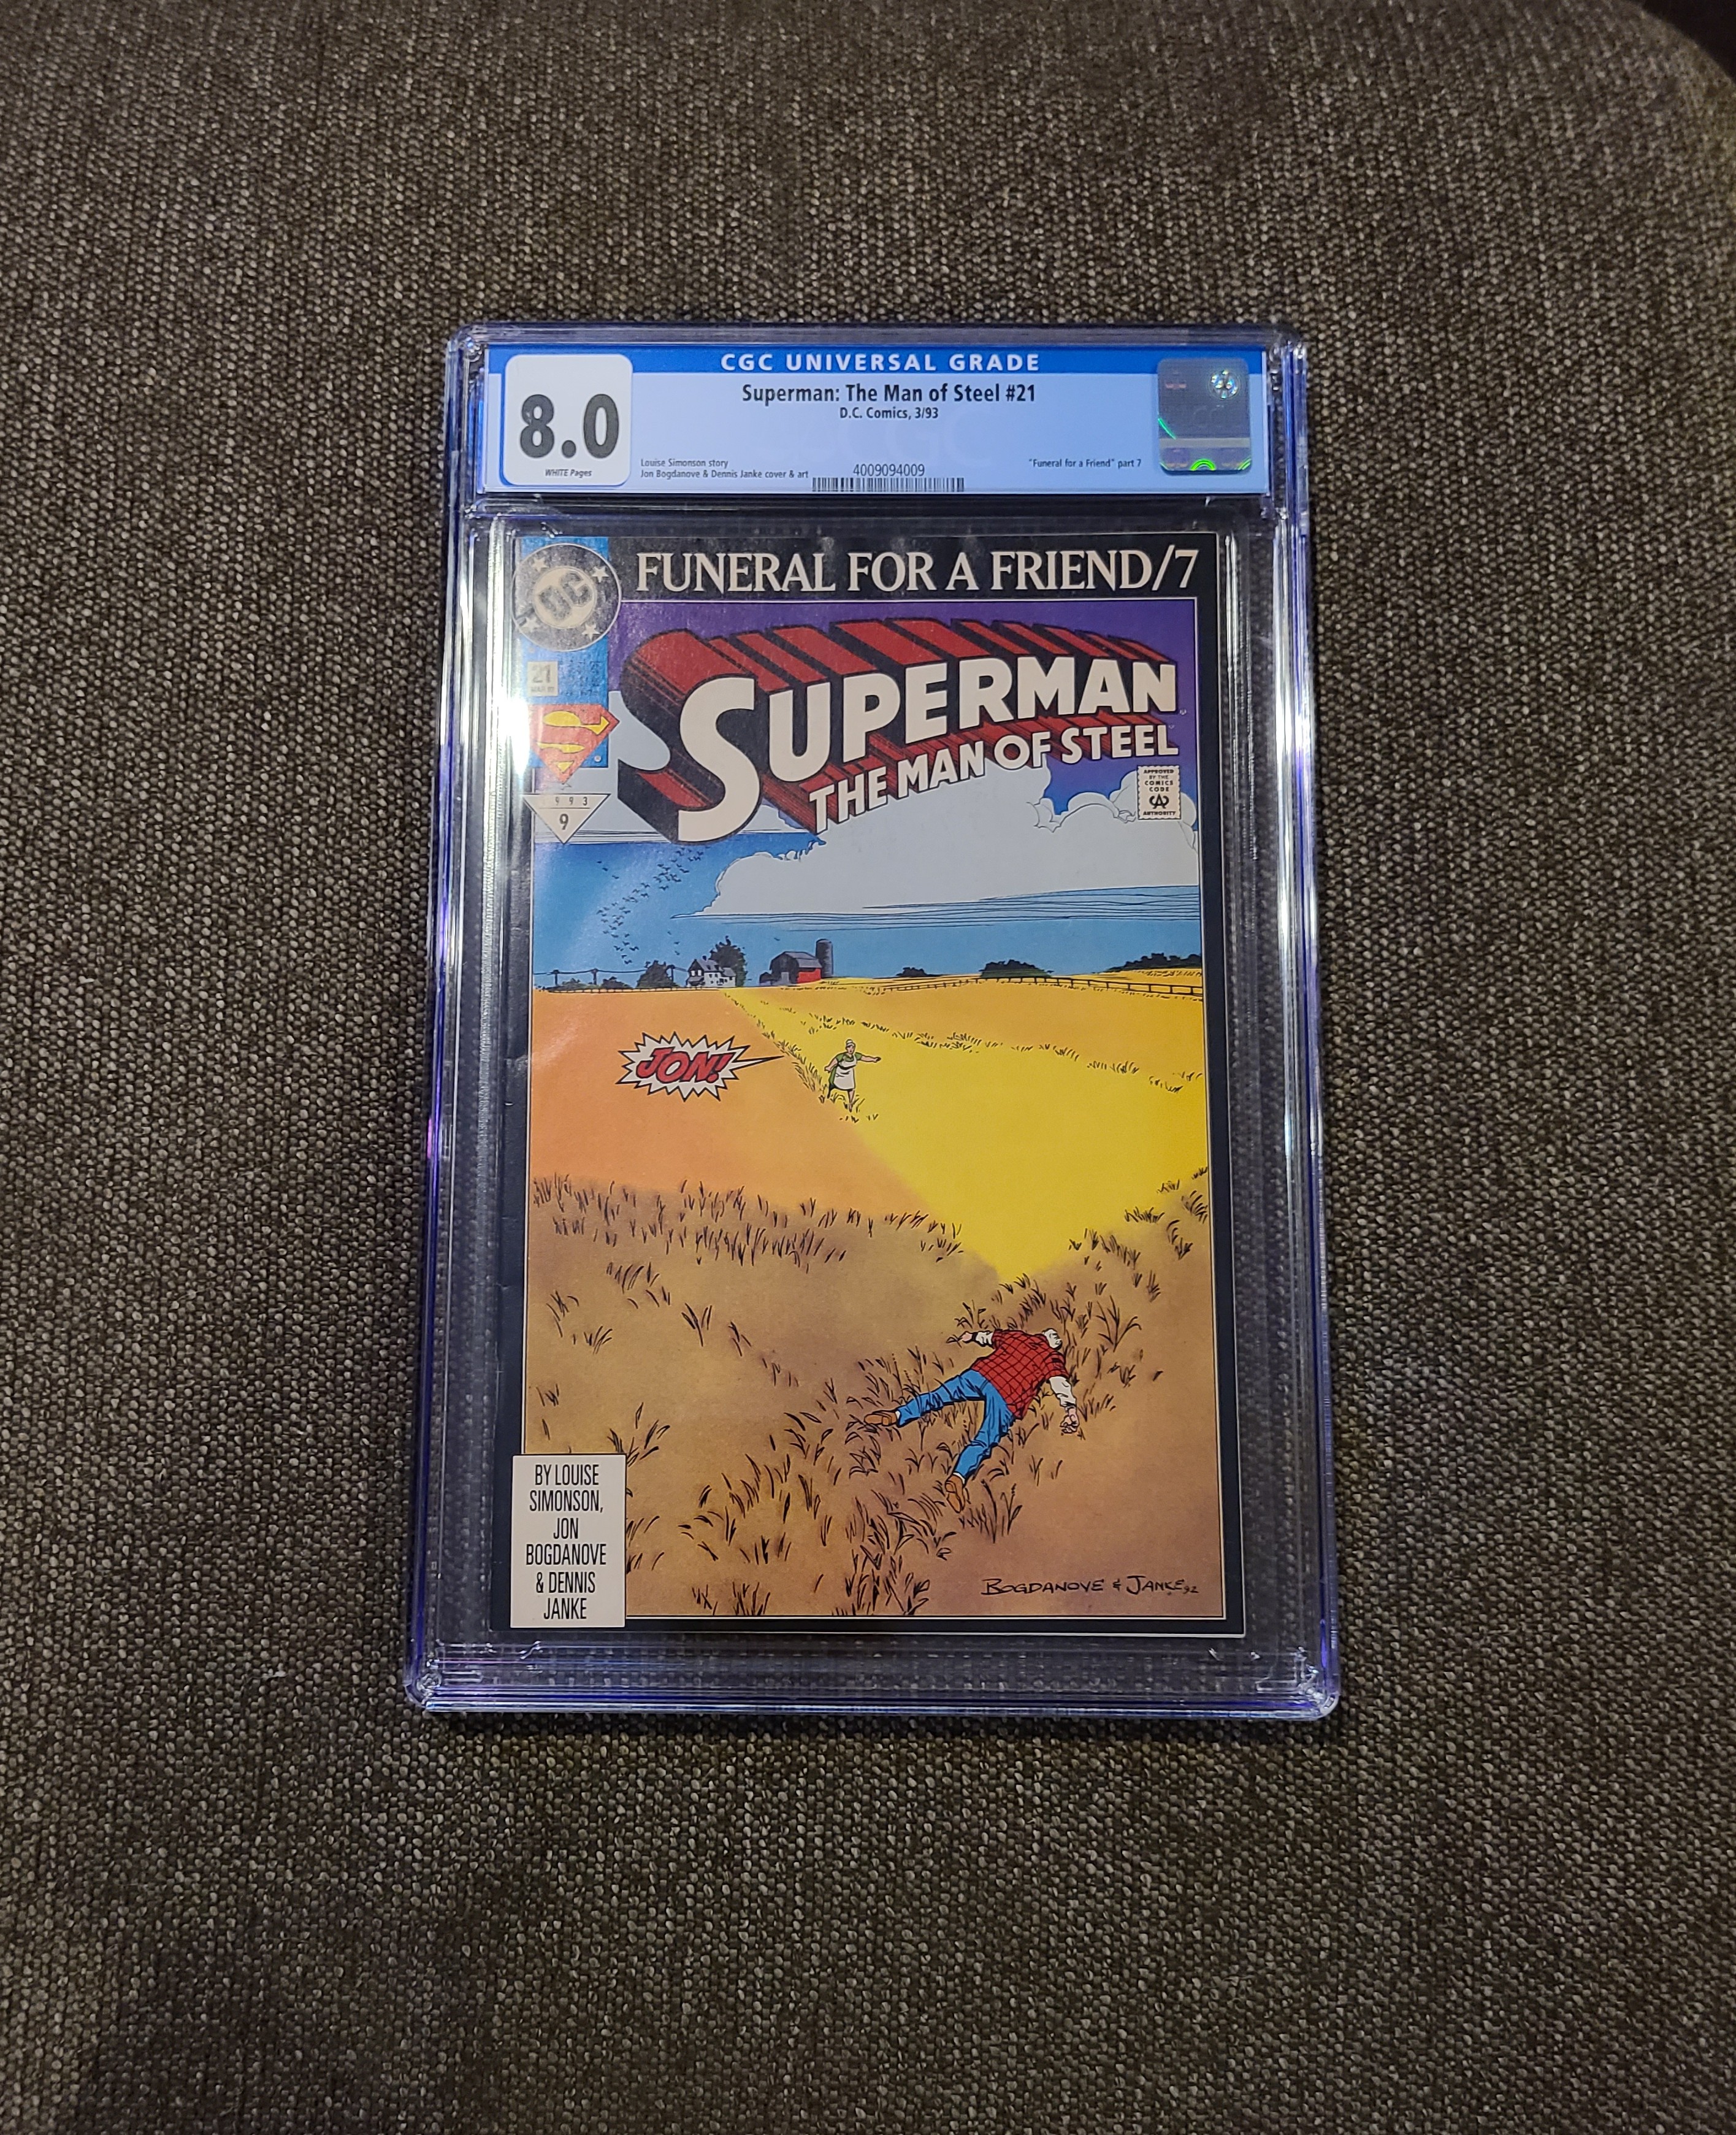 CGC UNIVERSAL GRADE
8.0
WHITE Pages
Superman: The Man of Steel #21
D.C. Comics, 3/93
Louise Simonson story
Jon Bogdanove & Dennis Janke cover & art
4009094009
"Funeral for a Friend" part 7
FUNERAL FOR A FRIEND/7
DC
21
S
SUPERMAN
THE MAN OF STEEL
APPROVED
BY THE
COMICS
CODE
CA
AUTHORITY
9
JON!
BY LOUISE
SIMONSON,
JON
BOGDANOVE
& DENNIS
JANKE
BOGDANOVE & JANKE 92